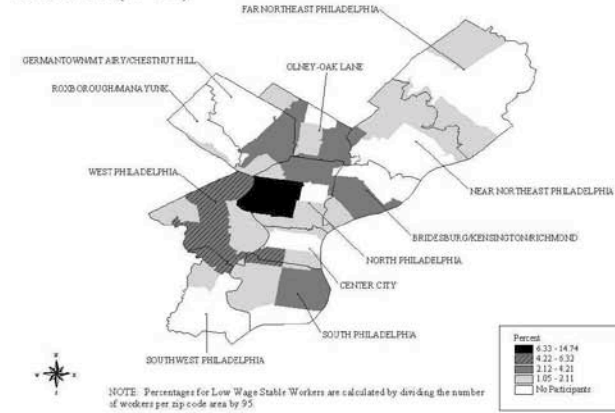 FAR NORTHEAST PHILADELPHIA
GERMANTOWN/MT AIRY/CHESTNUT HILL
OLNEY-OAK LANE
ROXBOROUGH/MANAYUNK
WEST PHILADELPHIA
NEAR NORTHEAST PHILADELPHIA
BRIDESBURG/KENSINGTON/RICHMOND
NORTH PHILADELPHIA
CENTER CITY
SOUTH PHILADELPHIA
SOUTHWEST PHILADELPHIA
Percent
6.33 - 14.74
4.22 - 6.32
2.12 - 4.21
1.05 - 2.11
No Participants
N
W
E
S
NOTE: Percentages for Low Wage Stable Workers are calculated by dividing the number
of workers per zip code area by 95.